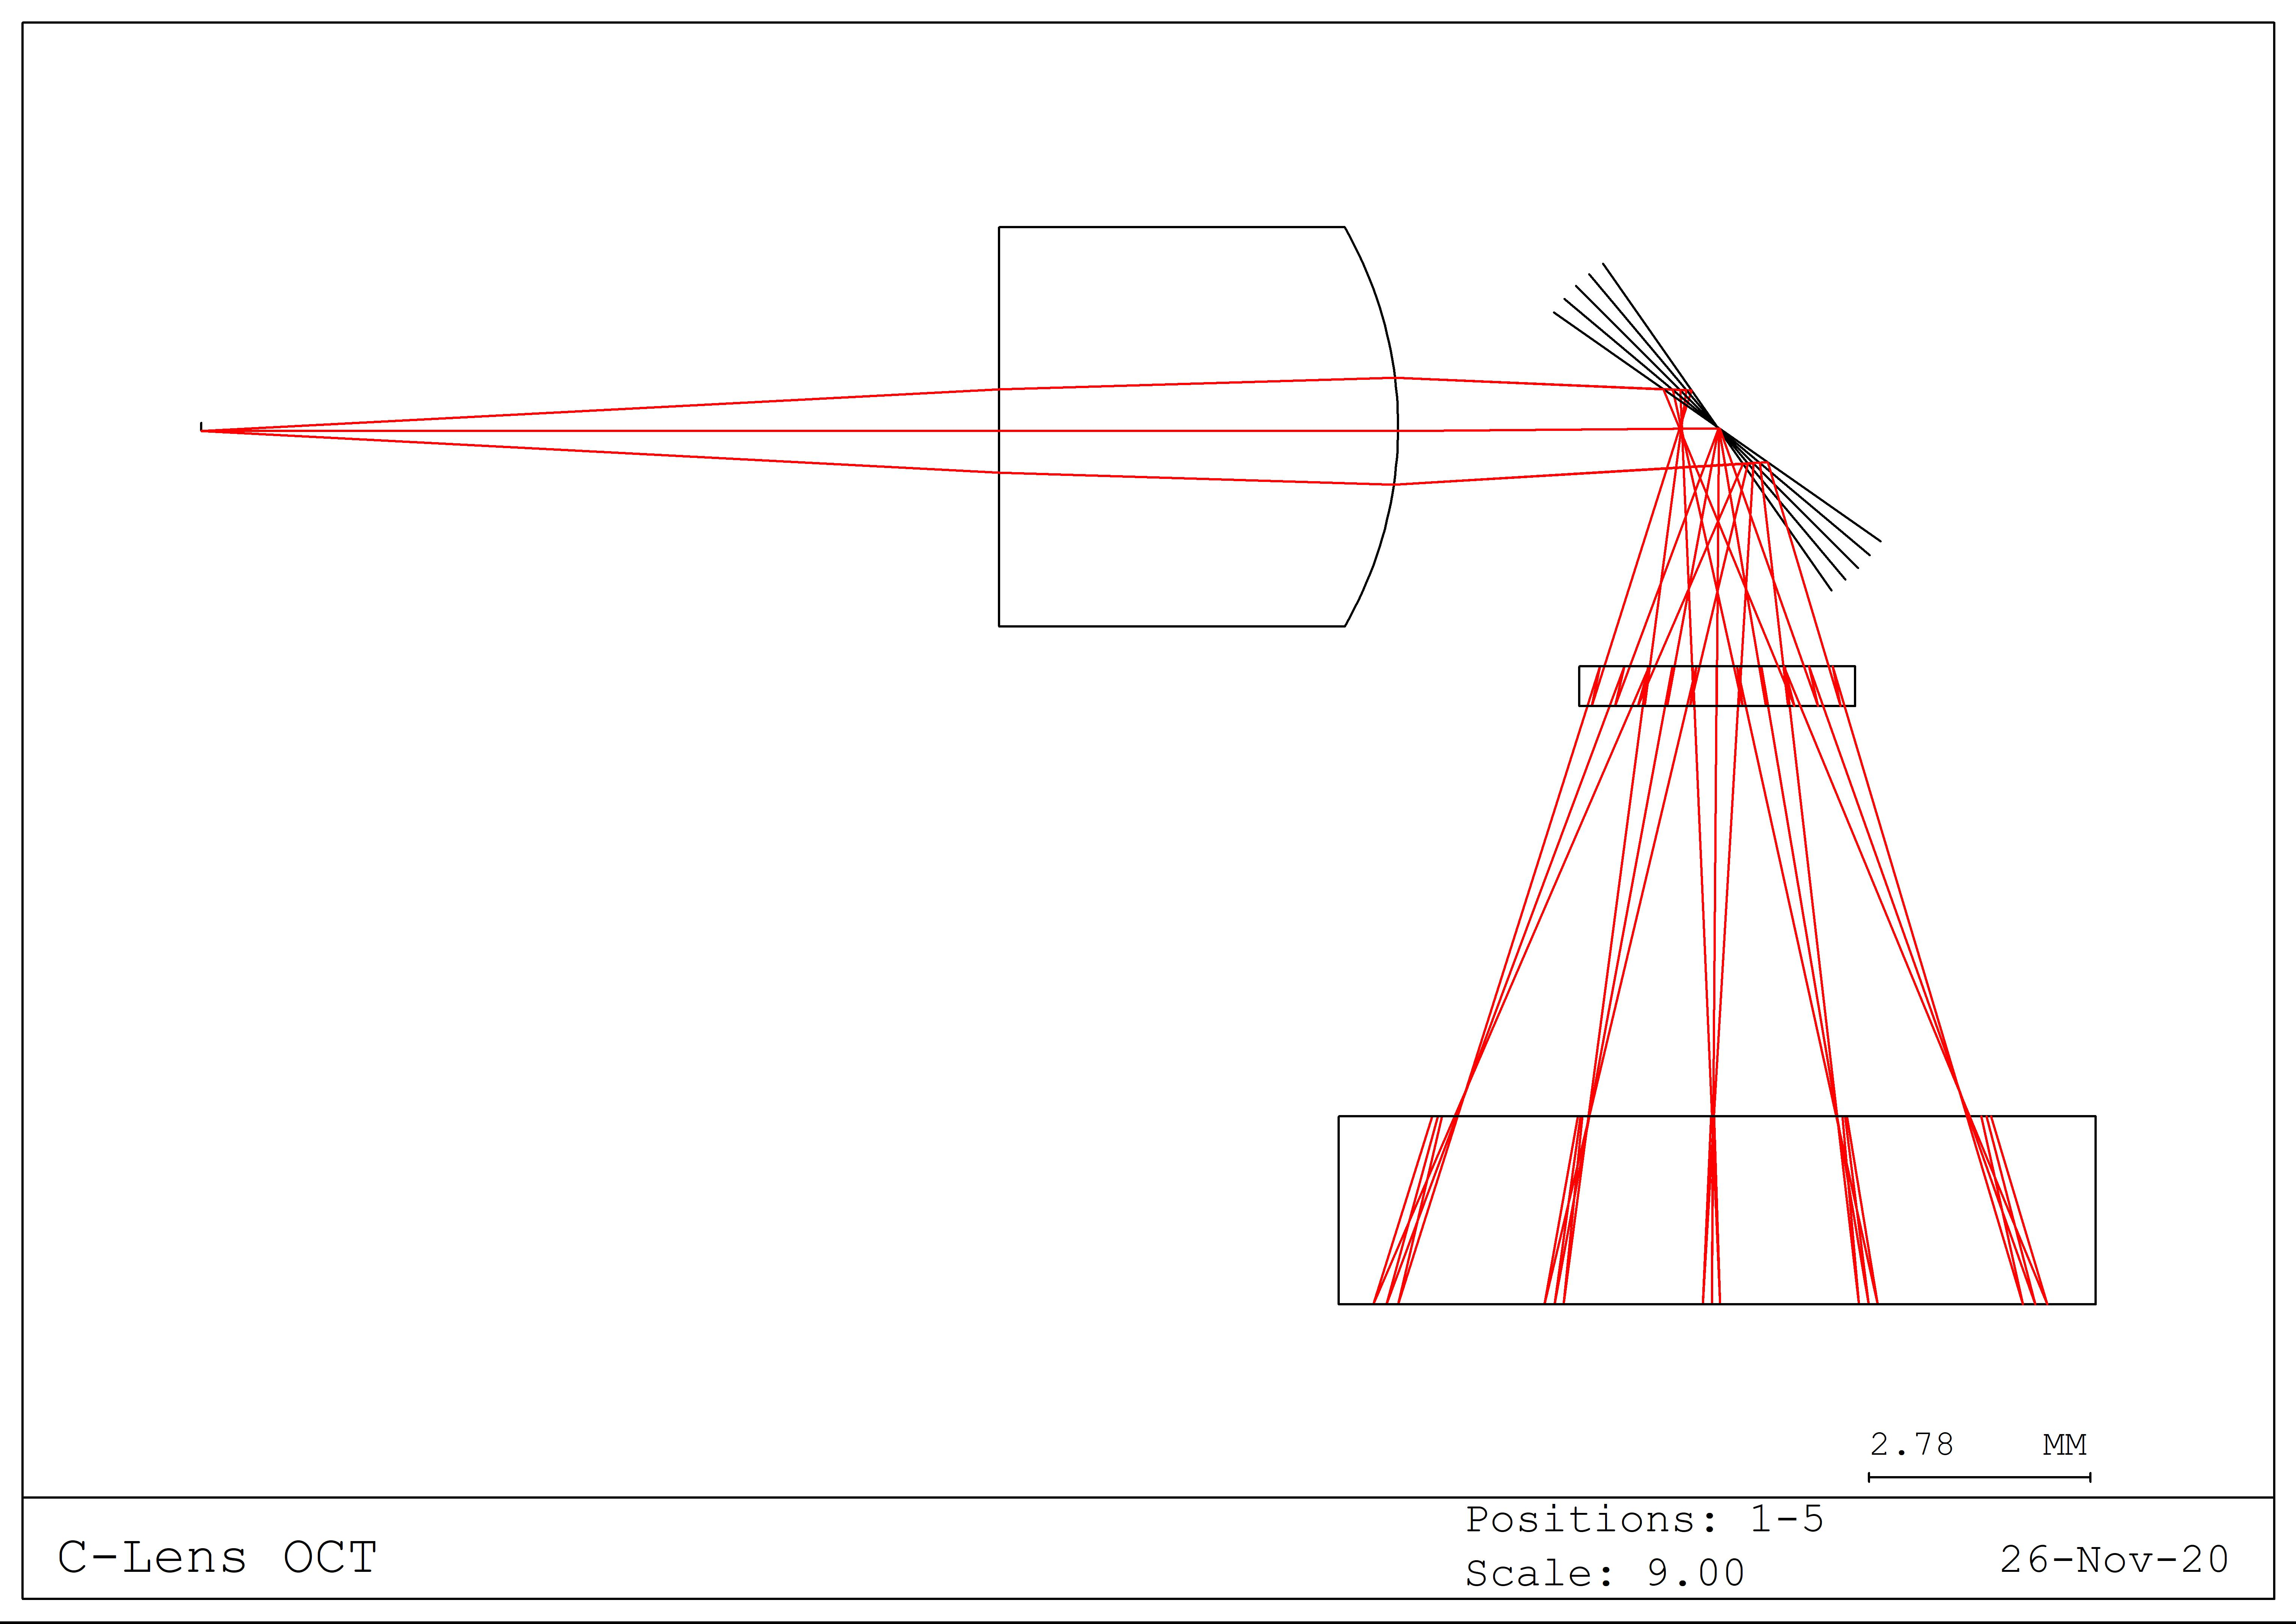 2.78 MM
Positions: 1-5
C-Lens OCT
Scale: 9.00
26-Nov-20